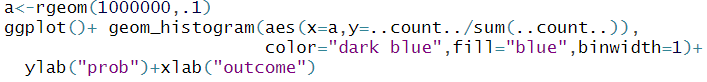 a<-rgeom(1000000,.1)
ggplot()+ geom_histogram(aes(x=a,y=..count../sum(..count..)),
color="dark blue",fill="blue",binwidth=1)+
ylab("prob")+xlab("outcome")